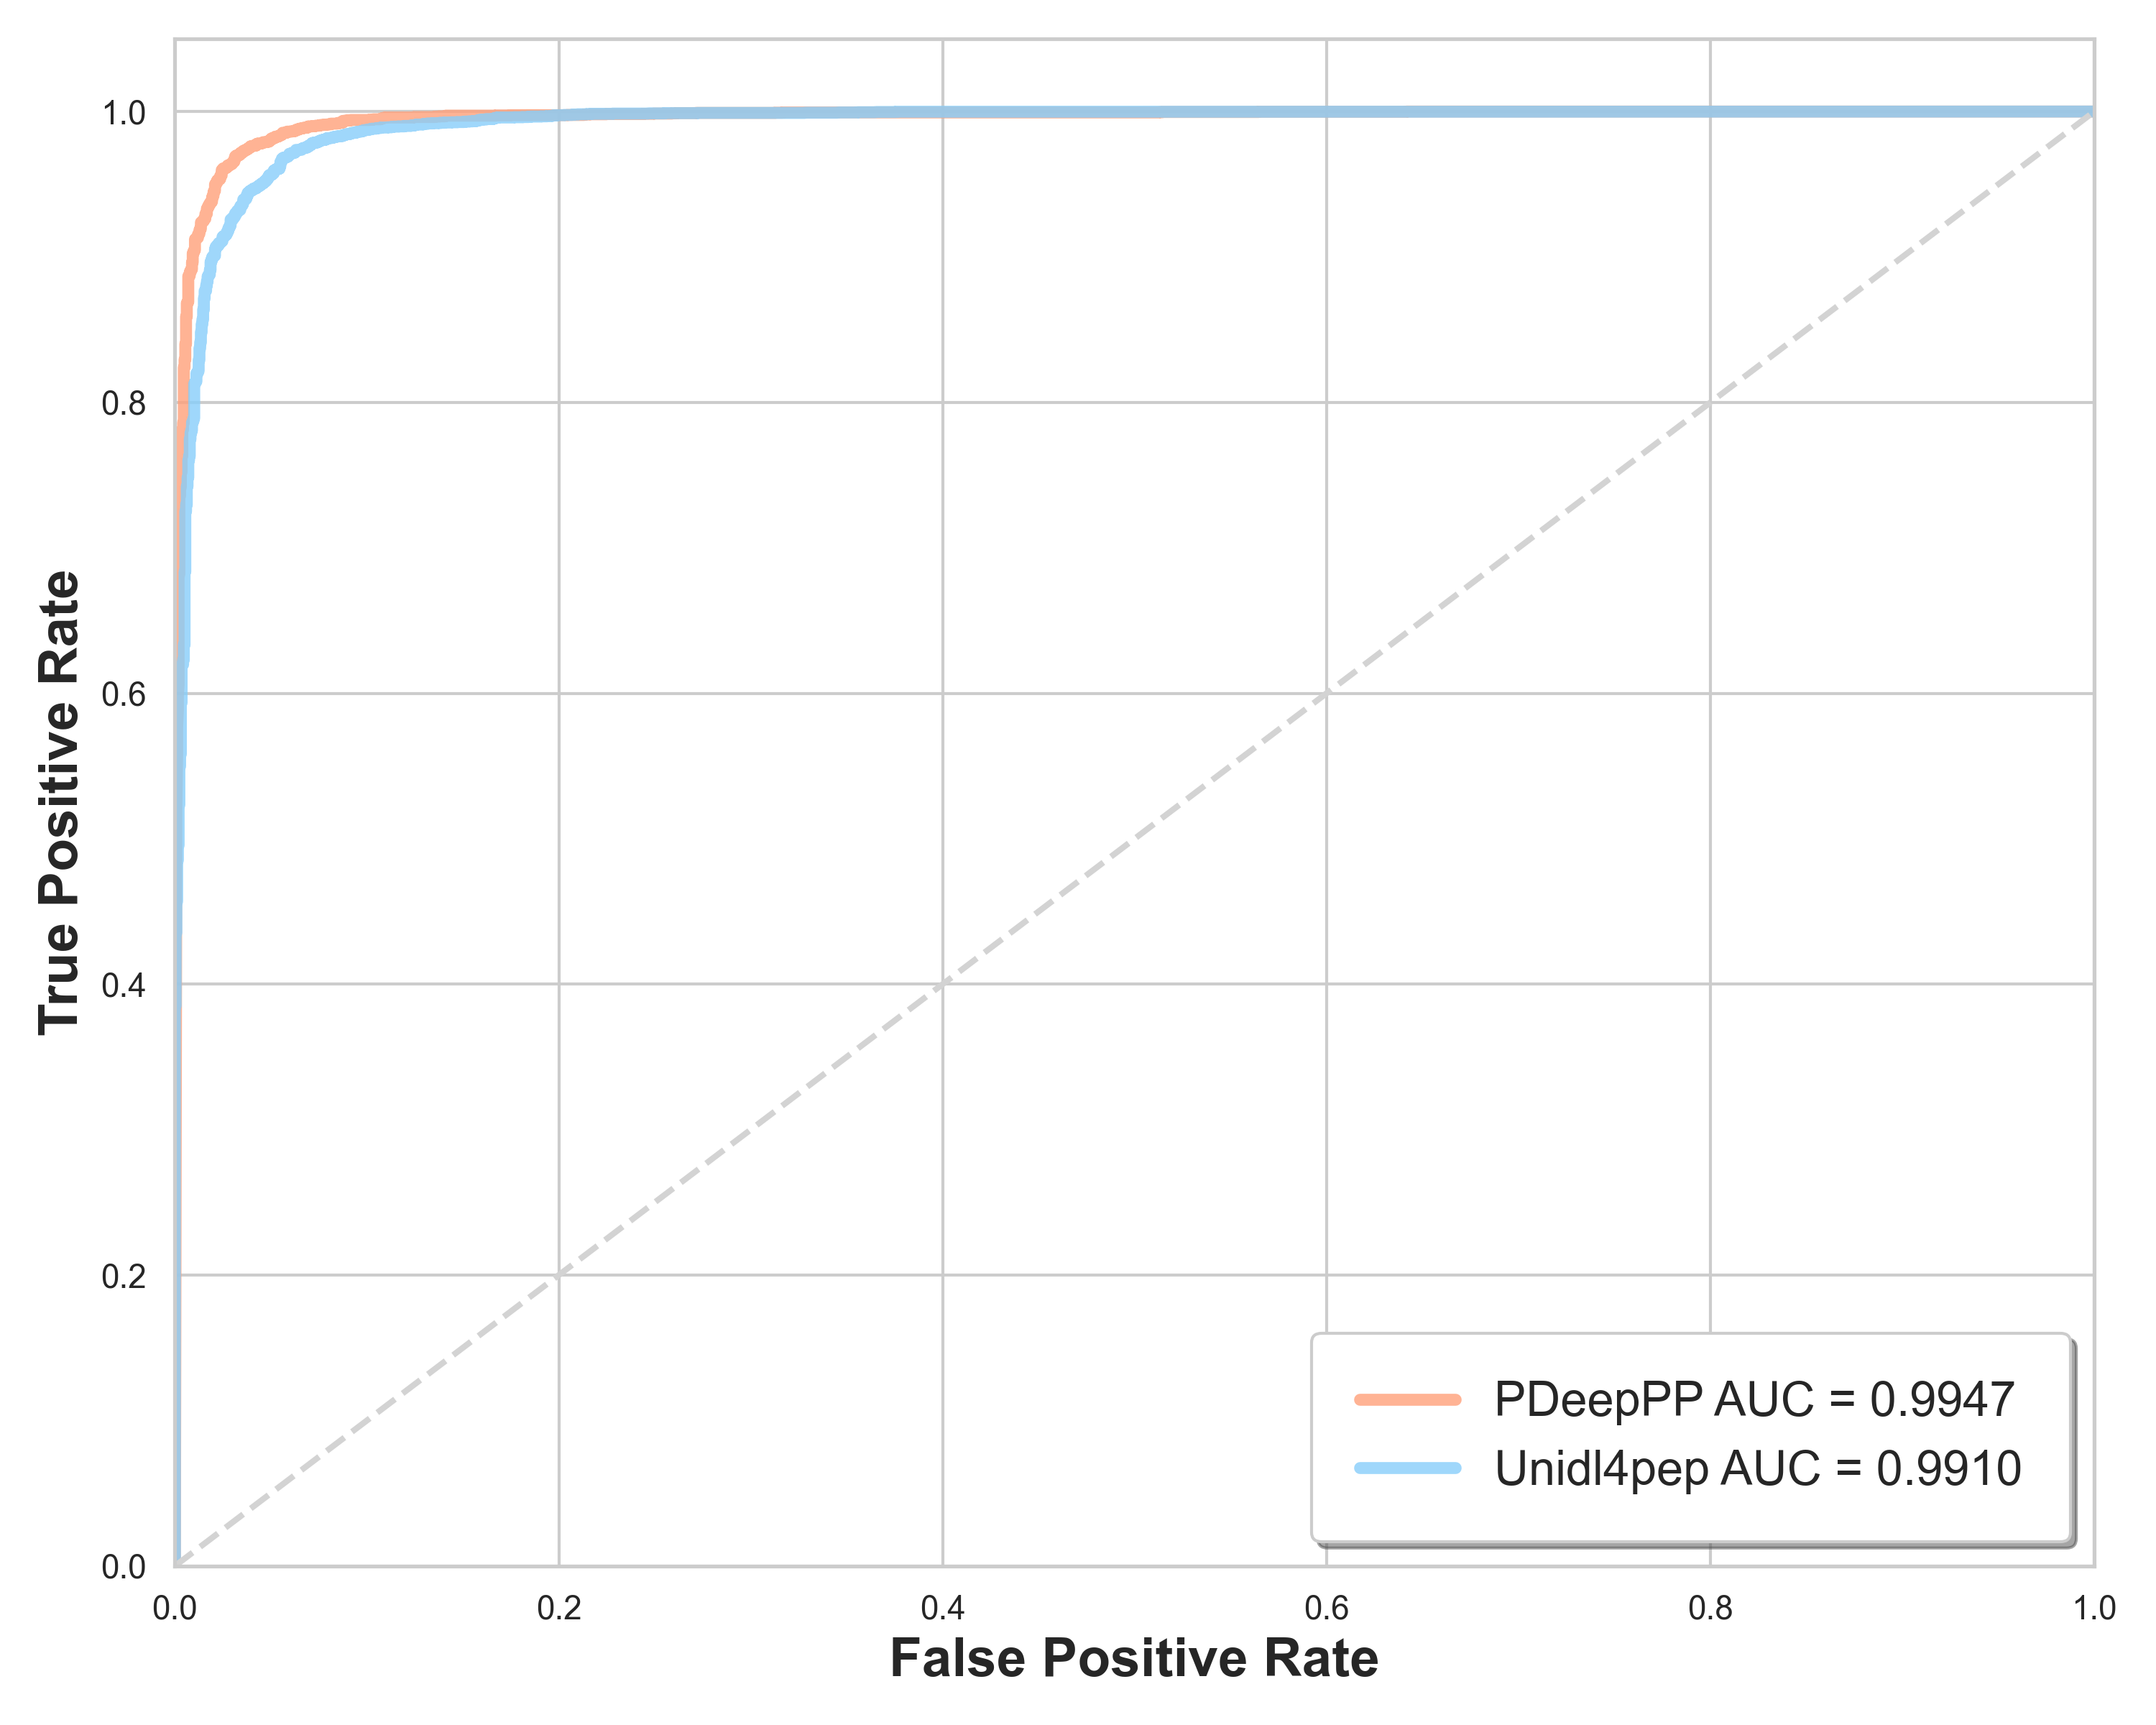 True Positive Rate
1.0
0.8
0.6
0.4
0.2
0.0
0.0 0.2 0.4 0.6 0.8 1.0
False Positive Rate
PDeepPP AUC = 0.9947
Unidl4pep AUC = 0.9910